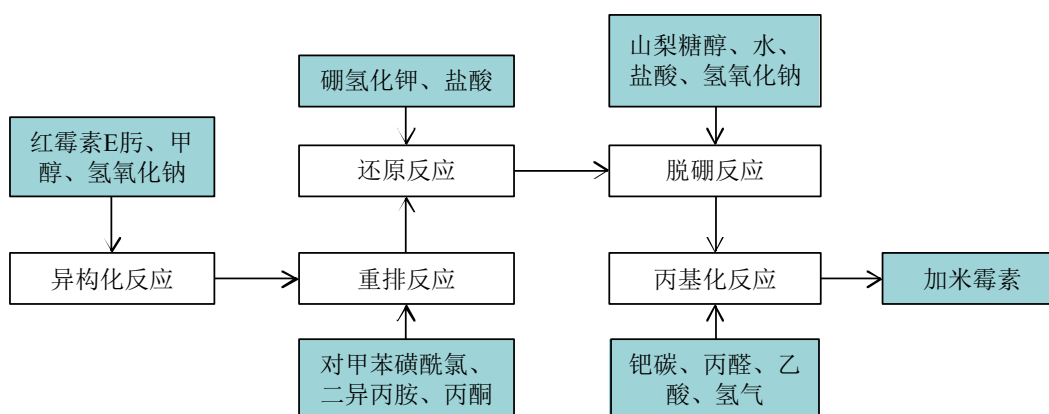 山梨糖醇、水、
盐酸、氢氧化钠
硼氢化钾、盐酸
红霉素E肟、甲
醇、氢氧化钠
还原反应
脱硼反应
异构化反应
重排反应
丙基化反应
加米霉素
对甲苯磺酰氯、
二异丙胺、丙酮
钯碳、丙醛、乙
酸、氢气